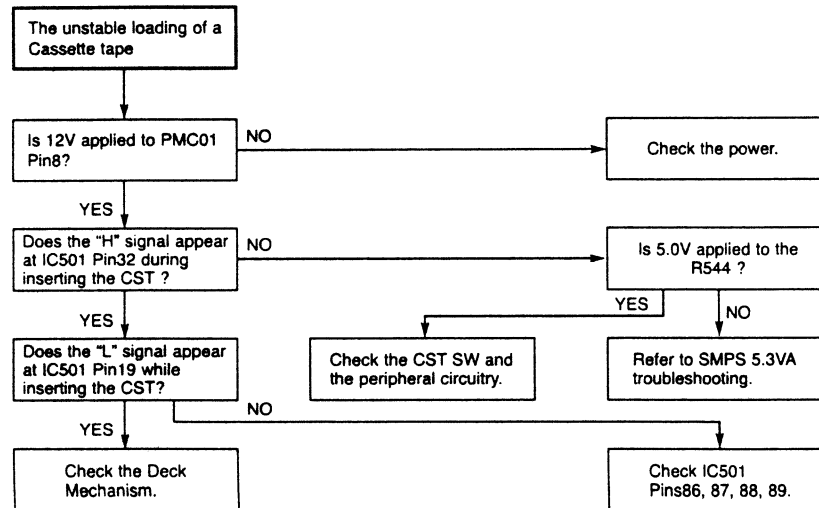 The unstable loading of a
Cassette tape
Is 12V applied to PMC01
Pin8?
NO
Check the power.
YES
Does the "H" signal appear
at IC501 Pin32 during
inserting the CST ?
NO
Is 5.0V applied to the
R544 ?
YES
YES
NO
Does the "L" signal appear
at IC501 Pin19 while
inserting the CST?
Check the CST SW and
the peripheral circuitry.
Refer to SMPS 5.3VA
troubleshooting.
NO
YES
Check the Deck
Mechanism.
Check IC501
Pins86, 87, 88, 89.